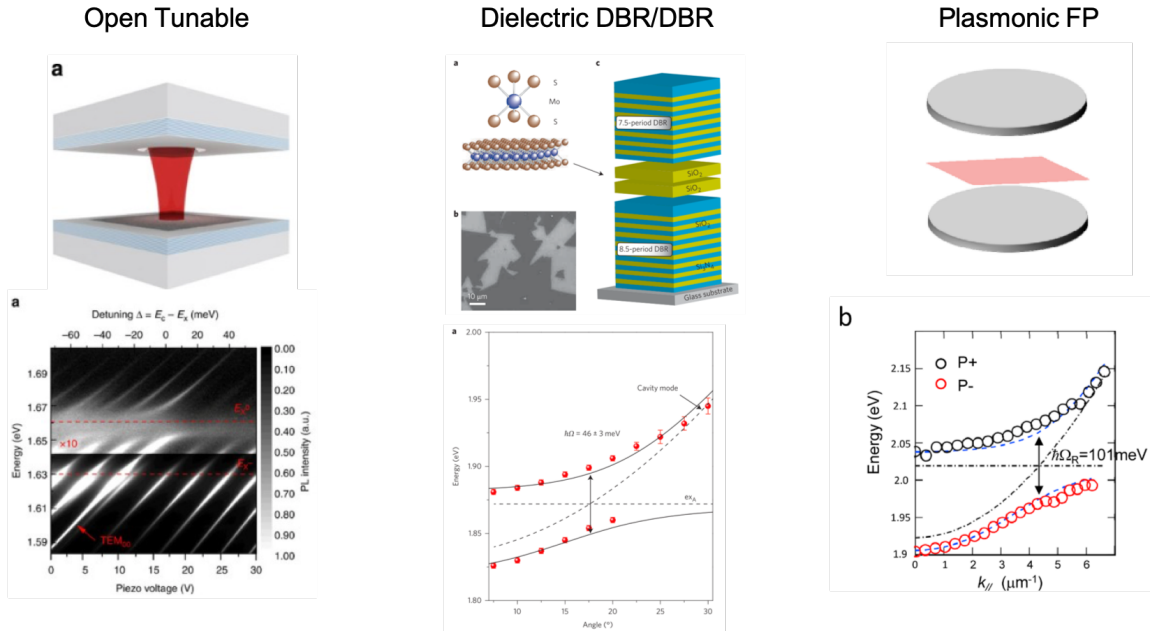 Open Tunable
Dielectric DBR/DBR
Plasmonic FP
a
a
Detuning Δ = Ec − Ex (meV)
−60 −40 −20 0 20 40
1.69
1.67
1.65
1.63
1.61
1.59
Energy (eV)
×10
TEM00
0 5 10 15 20 25 30
Piezo voltage (V)
0.00
0.10
0.20
0.30
0.40
0.50
0.60
0.70
0.80
0.90
1.00
PL intensity (a.u.)
a
S
Mo
S
b
10 μm
c
7.5-period DBR
SiO2
SiO2
SiO2
8.5-period DBR
Glass substrate
a
2.00
1.95
1.90
1.85
1.80
Energy (eV)
Cavity mode
ħΩ = 46 ± 3 meV
exA
10 15 20 25 30
Angle (°)
b
P+
P-
2.15
2.1
2.05
2.0
1.95
1.9
Energy (eV)
ħΩR=101meV
0 1 2 3 4 5 6 7
k// (μm-1)